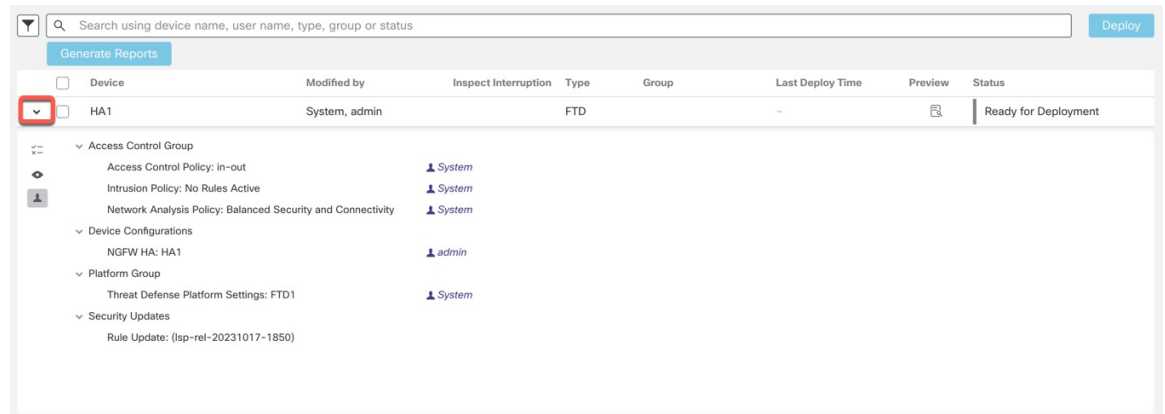 Search using device name, user name, type, group or status
Deploy
Generate Reports
Device Modified by Inspect Interruption Type Group Last Deploy Time Preview Status
HA1 System, admin FTD - Ready for Deployment
Access Control Group
Access Control Policy: in-out System
Intrusion Policy: No Rules Active System
Network Analysis Policy: Balanced Security and Connectivity System
Device Configurations
NGFW HA: HA1 admin
Platform Group
Threat Defense Platform Settings: FTD1 System
Security Updates
Rule Update: (lsp-rel-20231017-1850)